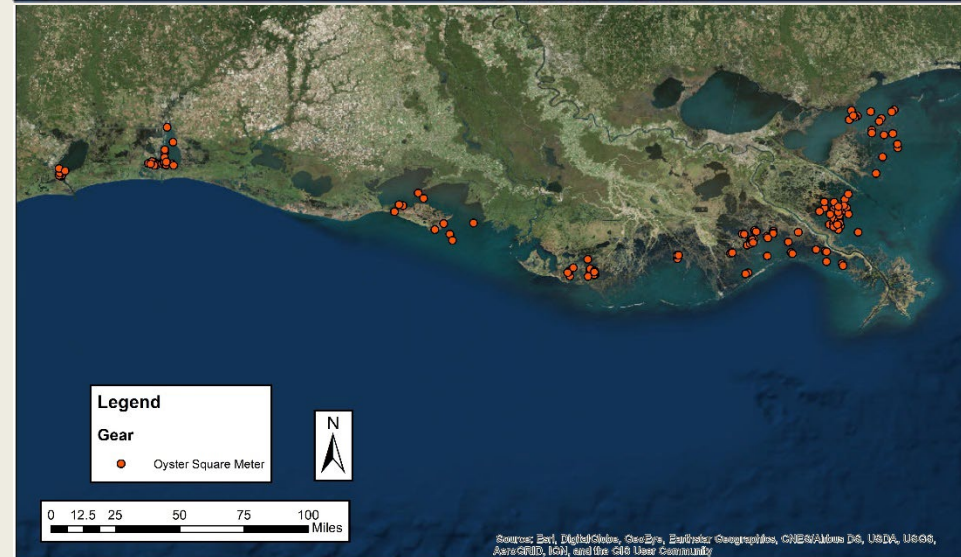 Legend
Gear
Oyster Square Meter
N
0 12.5 25 50 75 100
Miles
Source: Esri, DigitalGlobe, GeoEye, Earthstar Geographics, CNES/Airbus DS, USDA, USGS,
AeroGRID, IGN, and the GIS User Community